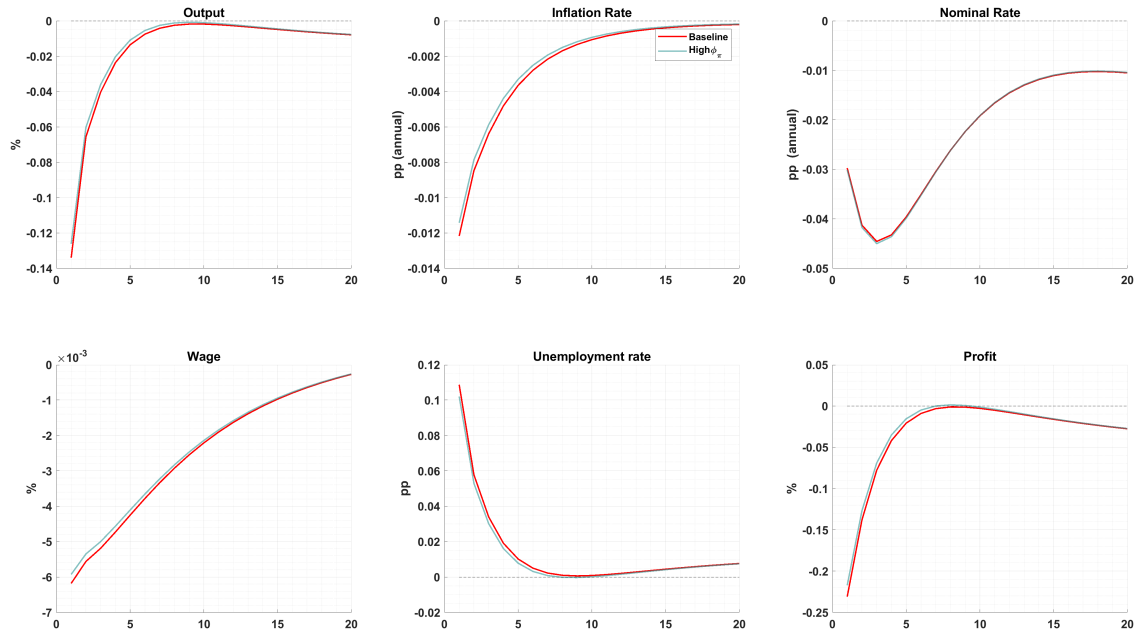 Output
Inflation Rate
Nominal Rate
0
-0.02
-0.04
-0.06
-0.08
-0.1
-0.12
-0.14
%
0 5 10 15 20
0
-0.002
-0.004
-0.006
-0.008
-0.01
-0.012
-0.014
pp (annual)
Baseline
High ϕπ
0 5 10 15 20
0
-0.01
-0.02
-0.03
-0.04
-0.05
pp (annual)
0 5 10 15 20
Wage
Unemployment rate
Profit
×10-3
0
-1
-2
-3
-4
-5
-6
-7
%
0 5 10 15 20
0.12
0.1
0.08
0.06
0.04
0.02
0
-0.02
pp
0 5 10 15 20
0.05
0
-0.05
-0.1
-0.15
-0.2
-0.25
%
0 5 10 15 20